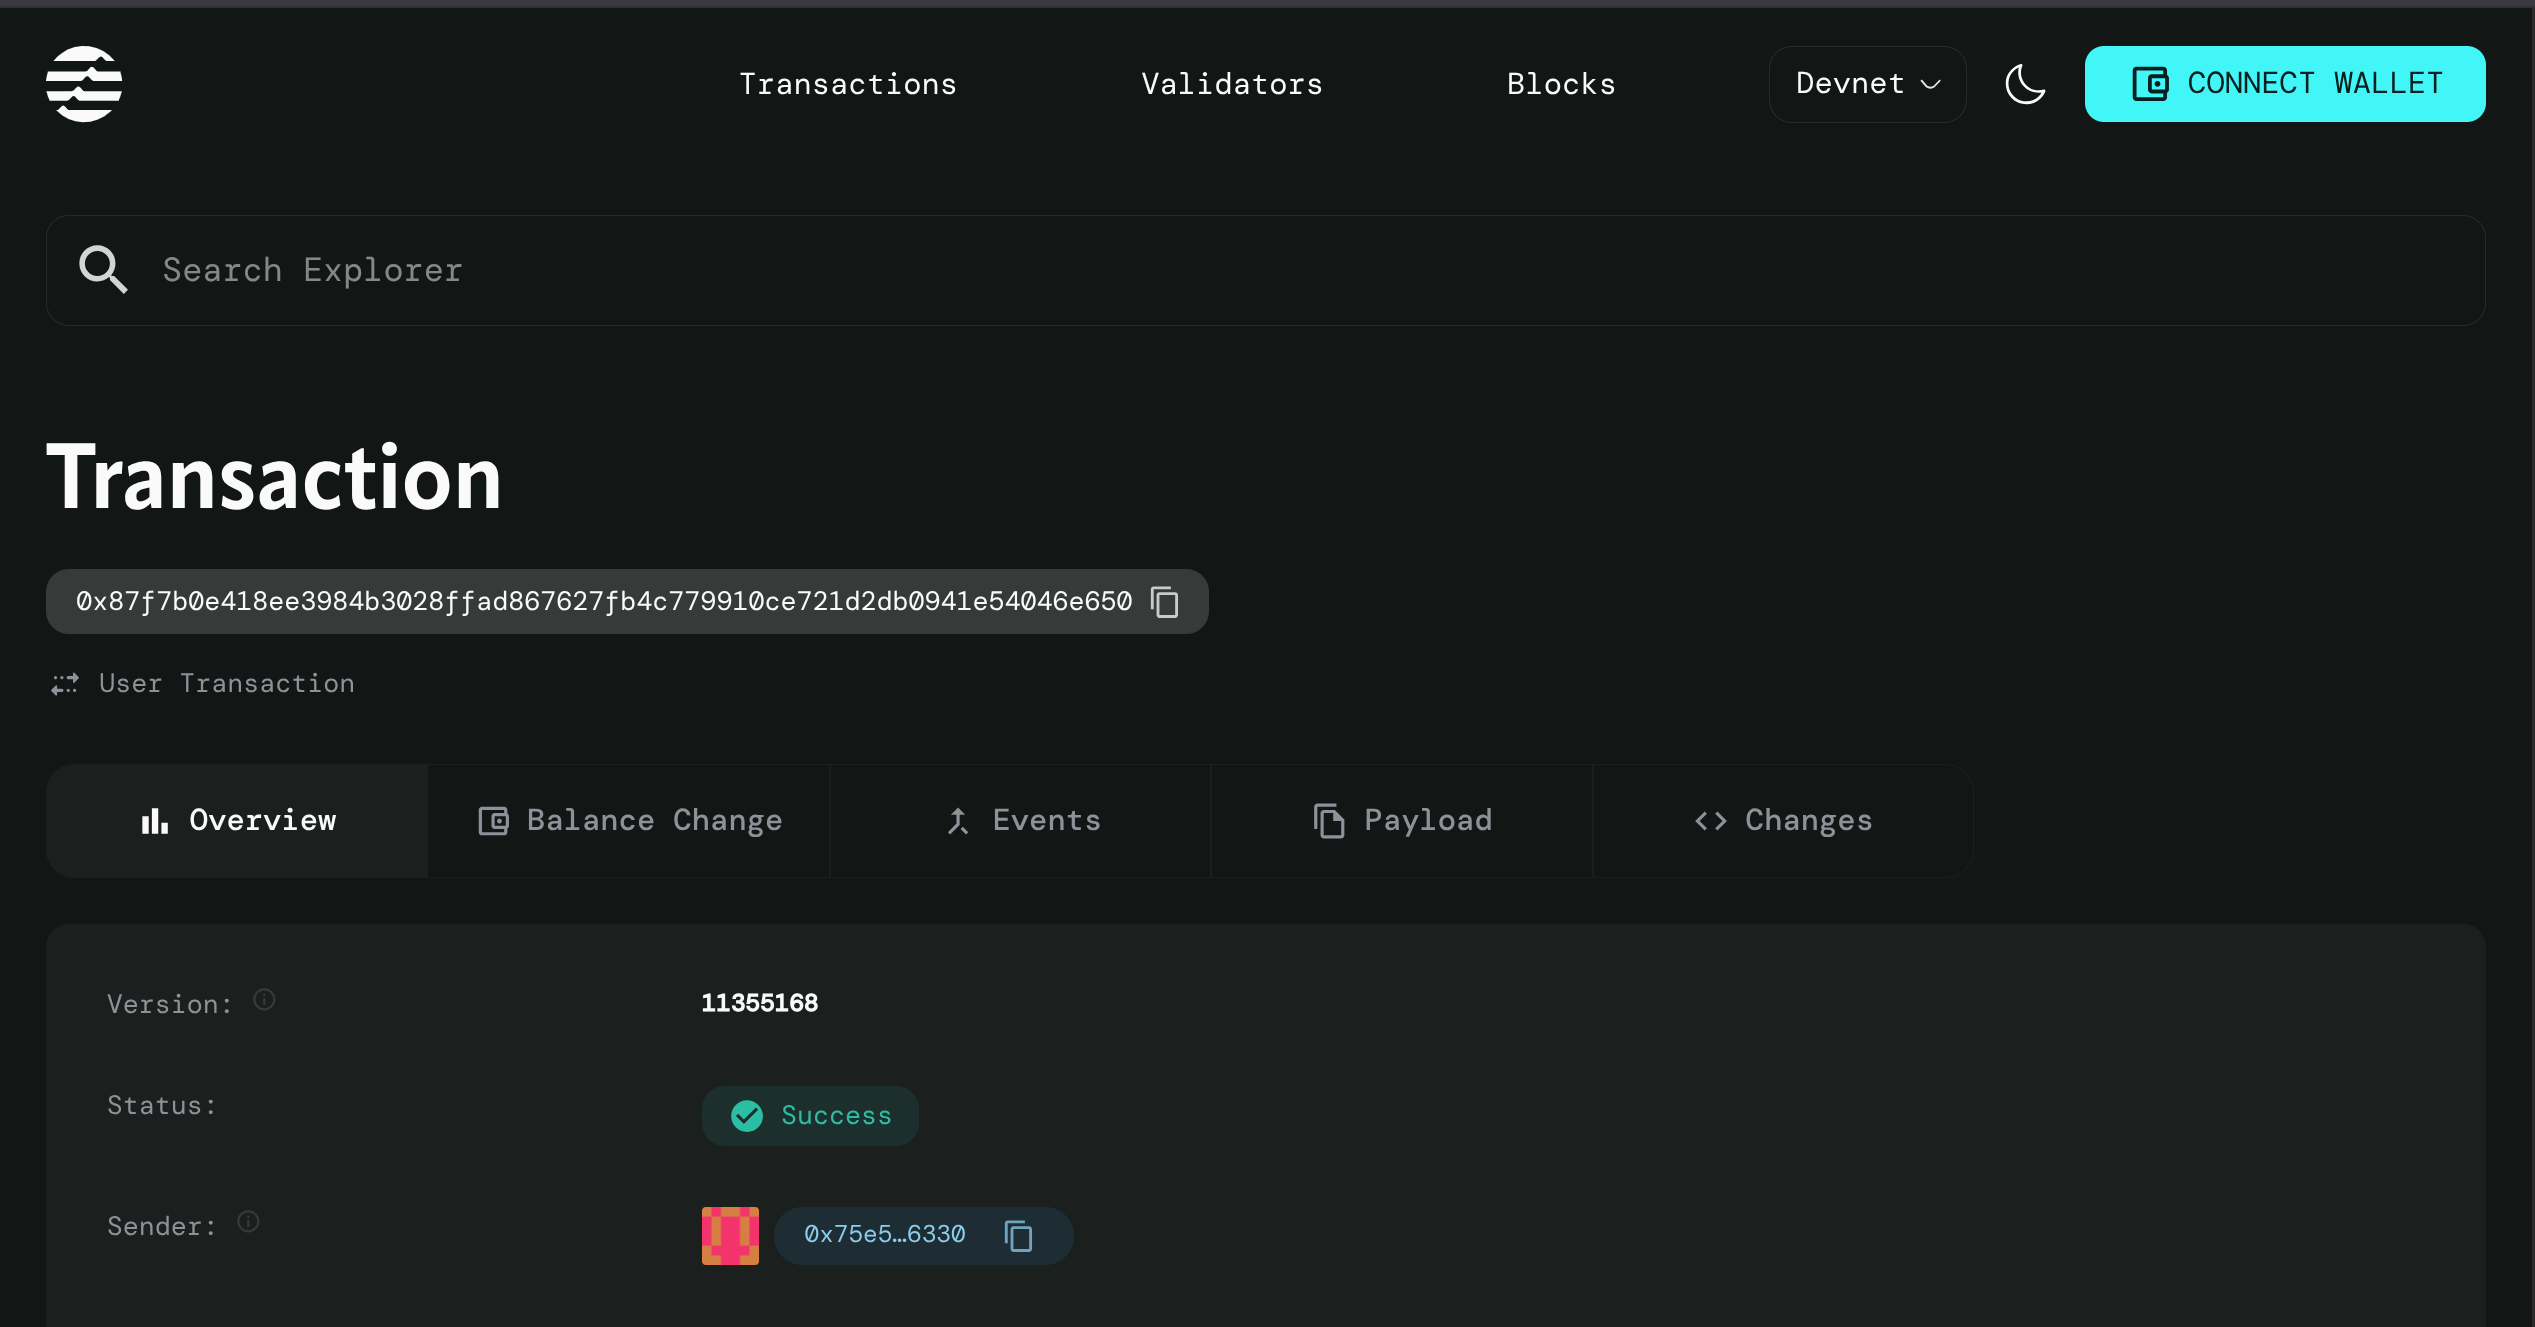 Transactions Validators Blocks Devnet CONNECT WALLET
Search Explorer
Transaction
0x87f7b0e418ee3984b3028ffad867627fb4c779910ce721d2db0941e54046e650
User Transaction
Overview Balance Change Events Payload Changes
Version: 11355168
Status: Success
Sender: 0x75e5…6330